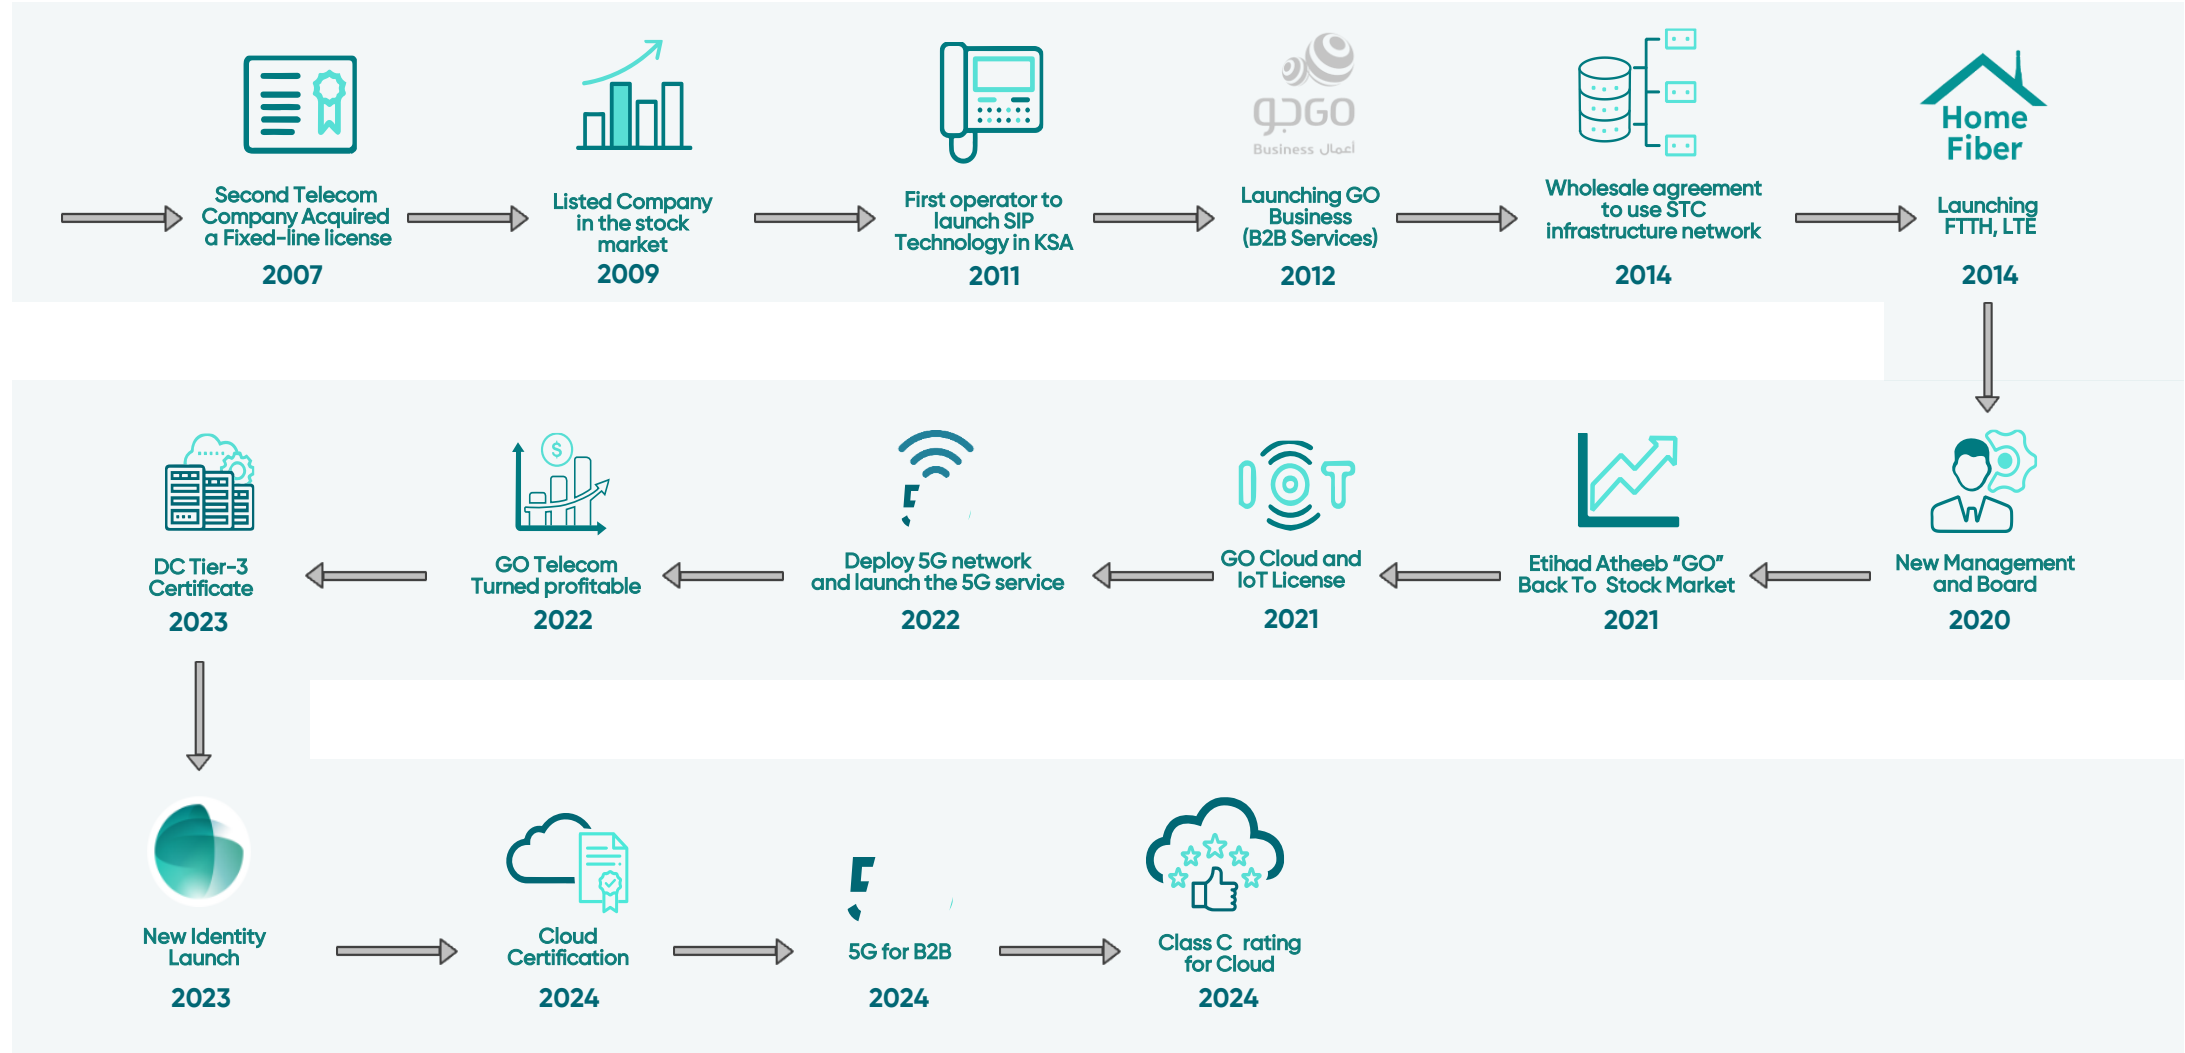 Second Telecom
Company Acquired
a Fixed-line license
2007
Listed Company
in the stock
market
2009
First operator to
launch SIP
Technology in KSA
2011
جوGO
Business أعمال
Launching GO
Business
(B2B Services)
2012
Wholesale agreement
to use STC
infrastructure network
2014
Home
Fiber
Launching
FTTH, LTE
2014
New Management
and Board
2020
Etihad Atheeb “GO”
Back To  Stock Market
2021
IOT
GO Cloud and
IoT License
2021
5
Deploy 5G network
and launch the 5G service
2022
$
GO Telecom
Turned profitable
2022
DC Tier-3
Certificate
2023
New Identity
Launch
2023
Cloud
Certification
2024
5
5G for B2B
2024
Class C  rating
for Cloud
2024